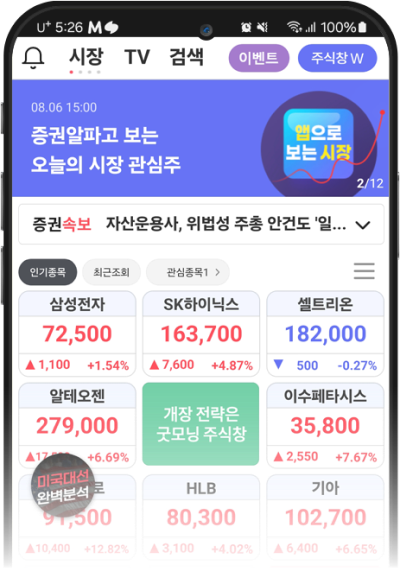 U+ 5:26 M 100%
시장 TV 검색 이벤트 주식창 W
08.06 15:00
증권알파고 보는
오늘의 시장 관심주
앱으로
보는 시장
2/12
증권속보 자산운용사, 위법성 주총 안건도 '일...
인기종목 최근조회 관심종목1 >
삼성전자 SK하이닉스 셀트리온
72,500 163,700 182,000
▲1,100 +1.54% ▲7,600 +4.87% ▼ 500 -0.27%
알테오젠 이수페타시스
279,000 개장 전략은 35,800
굿모닝 주식창
+6.69% ▲2,550 +7.67%
미국대선
완벽분석
HLB 기아
91,500 80,300 102,700
▲10,400 +12.82% ▲3,100 +4.02% ▲6,400 +6.65%